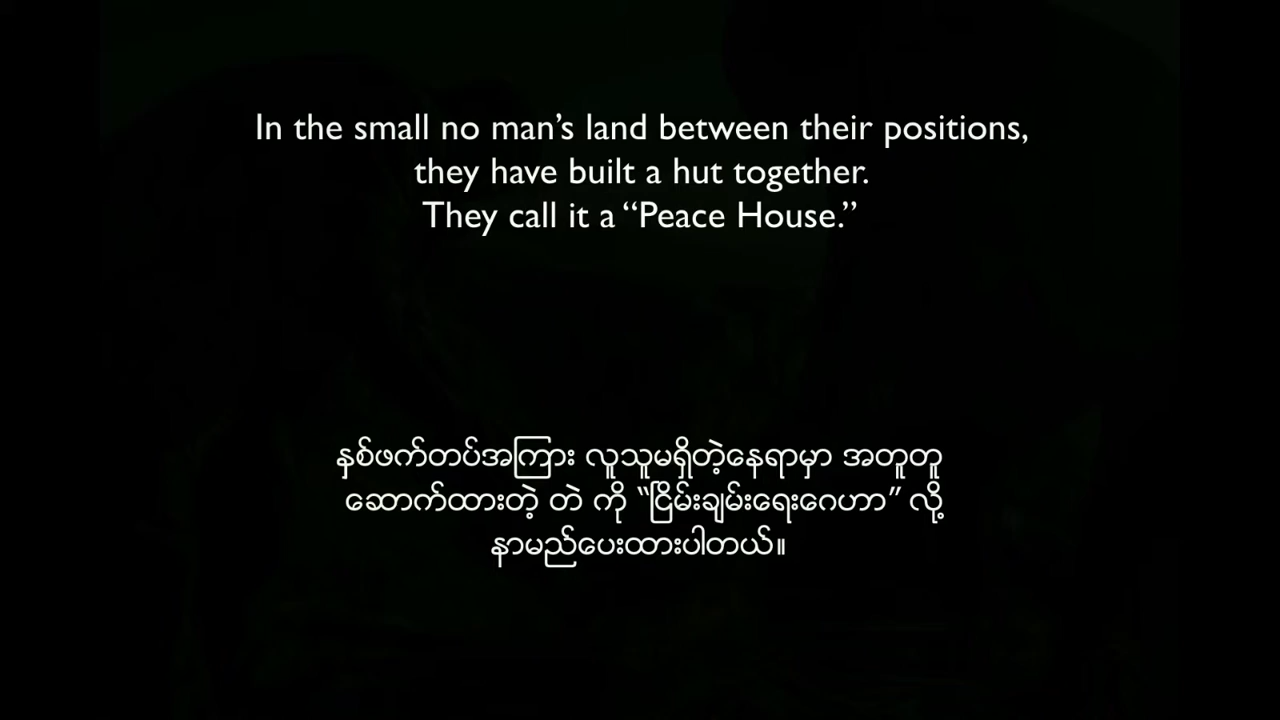 In the small no man’s land between their positions,
they have built a hut together.
They call it a “Peace House.”
နှစ်ဖက်တပ်အကြား လူသူမရှိတဲ့နေရာမှာ အတူတူ
ဆောက်ထားတဲ့ တဲ ကို “ငြိမ်းချမ်းရေးဂေဟာ” လို့
နာမည်ပေးထားပါတယ်။